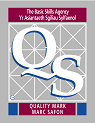 The Basic Skills Agency
Yr Asiantaeth Sgiliau Sylfaenol
QS
QUALITY MARK
MARC SAFON